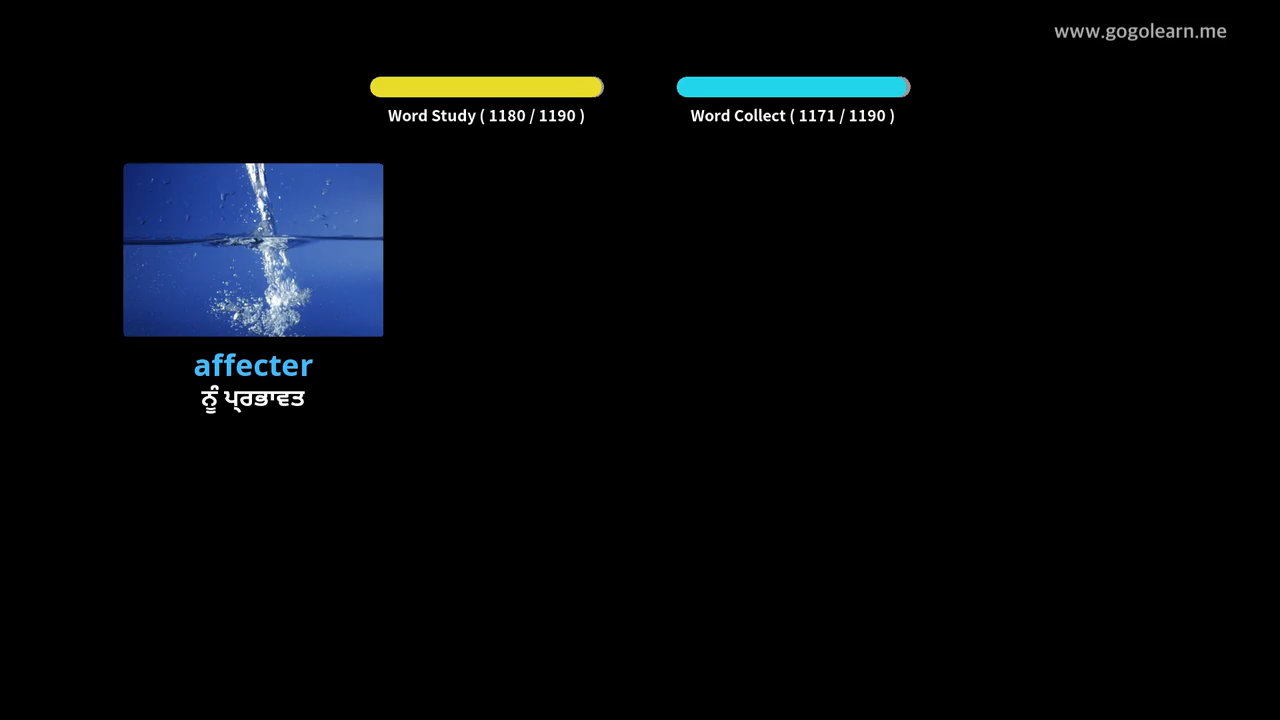 www.gogolearn.me
Word Study ( 1180 / 1190 )
Word Collect ( 1171 / 1190 )
affecter
ਨੂੰ ਪ੍ਰਭਾਵਤ